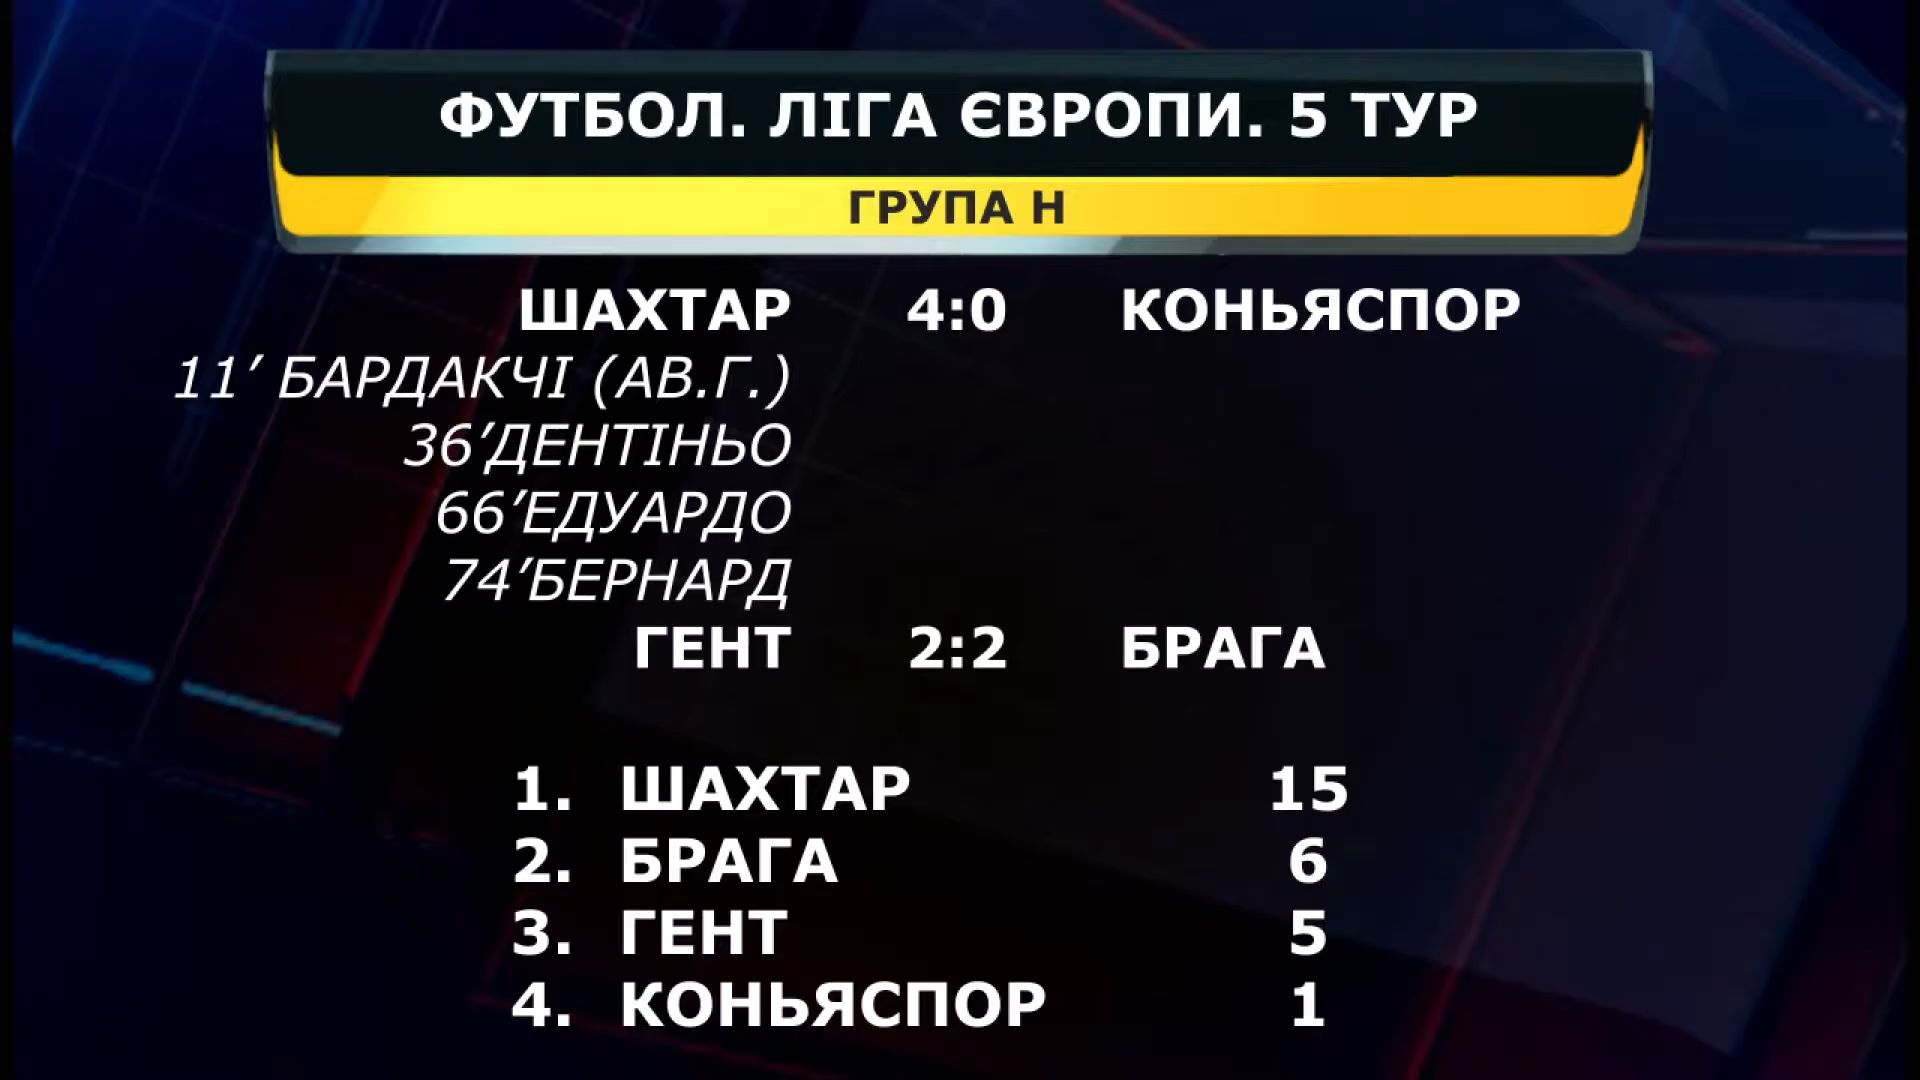 ФУТБОЛ. ЛІГА ЄВРОПИ. 5 ТУР
ГРУПА Н
ШАХТАР 4:0 КОНЬЯСПОР
11’ БАРДАКЧІ (АВ.Г.)
36’ДЕНТІНЬО
66’ЕДУАРДО
74’БЕРНАРД
ГЕНТ 2:2 БРАГА
1. ШАХТАР 15
2. БРАГА 6
3. ГЕНТ 5
4. КОНЬЯСПОР 1